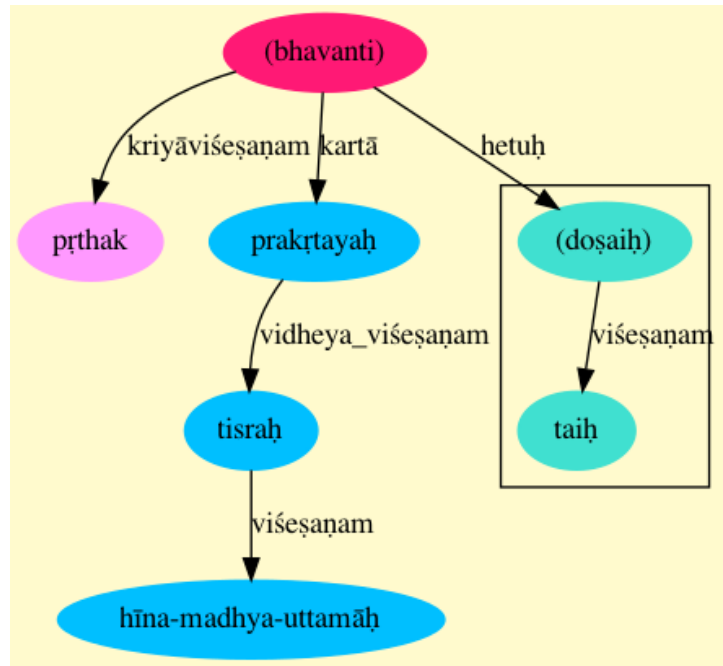 (bhavanti)
kriyāviśeṣaṇam kartā hetuḥ
pṛthak prakṛtayaḥ (doṣaiḥ)
vidheya_viśeṣaṇam viśeṣaṇam
tisraḥ taiḥ
viśeṣaṇam
hīna-madhya-uttamāḥ